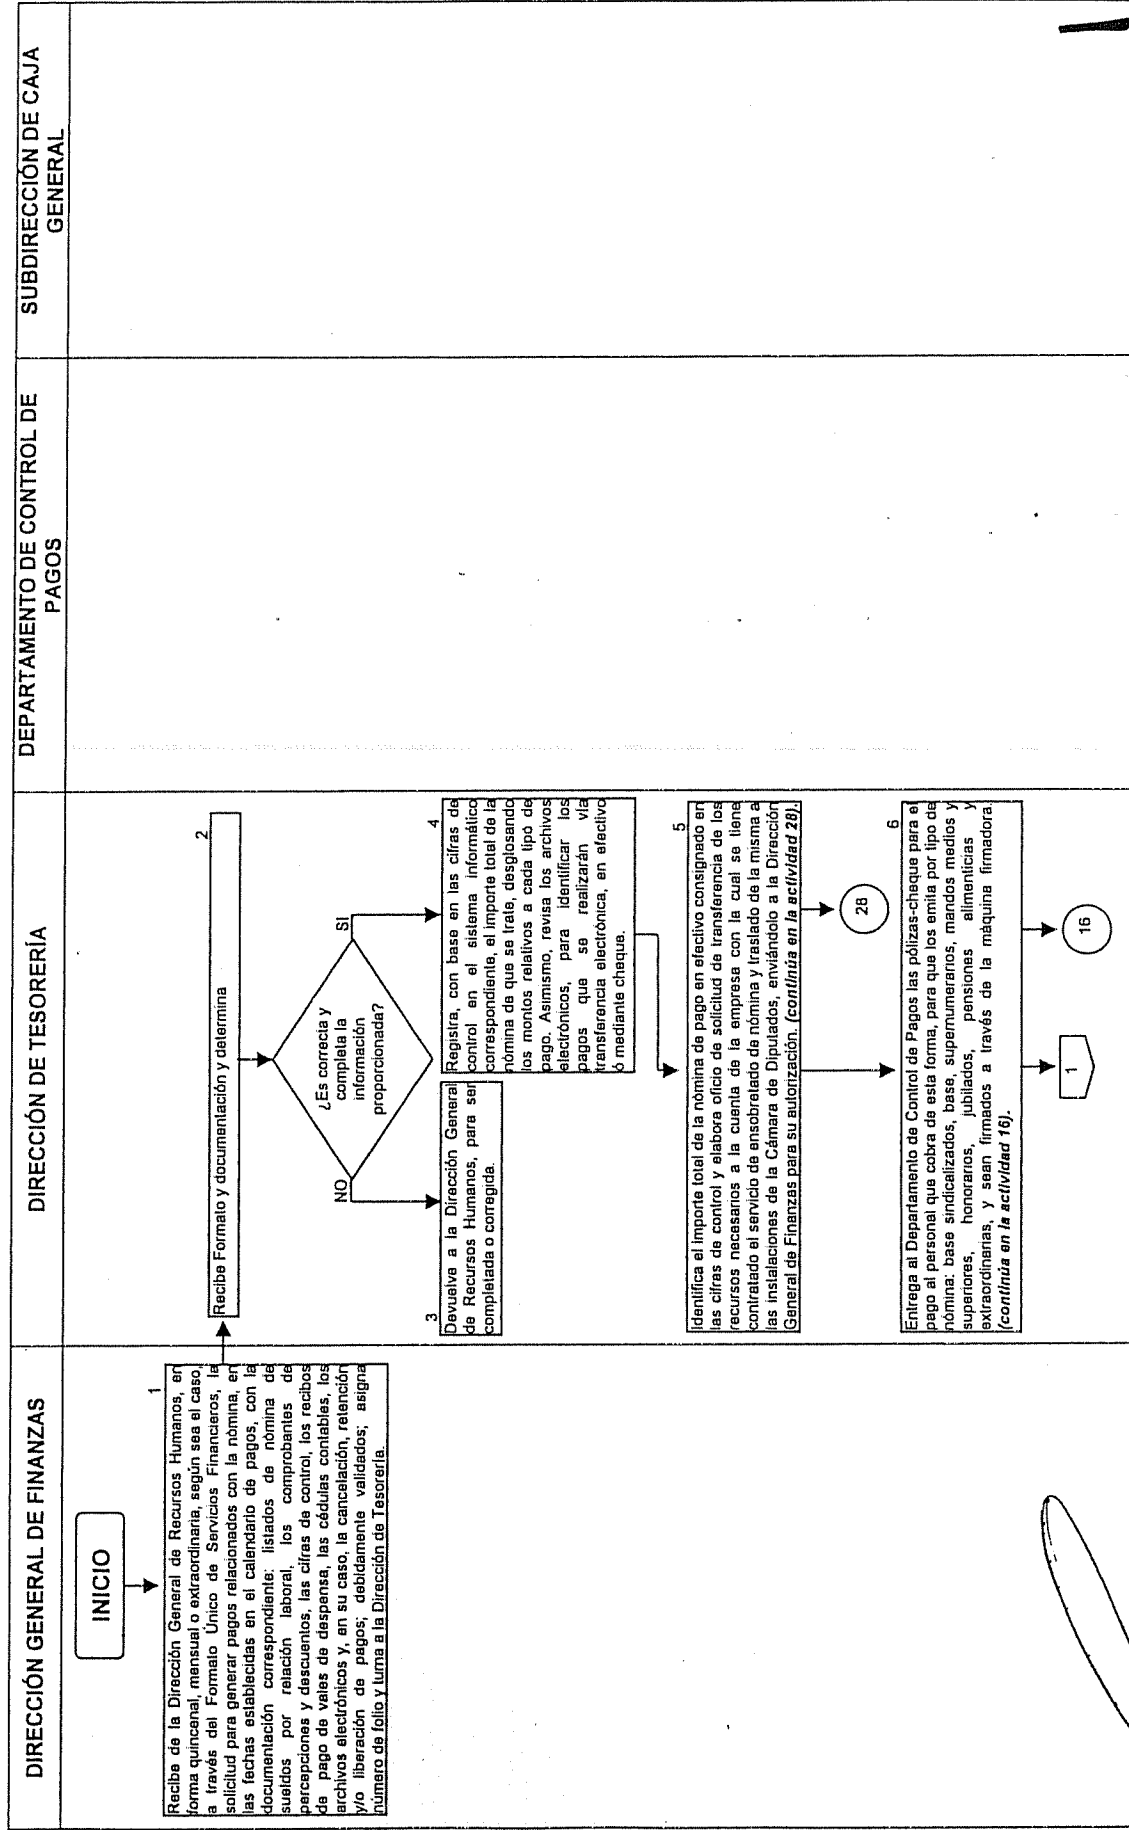 DIRECCIÓN GENERAL DE FINANZAS
DIRECCIÓN DE TESORERÍA
DEPARTAMENTO DE CONTROL DE
PAGOS
SUBDIRECCIÓN DE CAJA
GENERAL
INICIO
1
Recibe de la Dirección General de Recursos Humanos, en
forma quincenal, mensual o extraordinaria, según sea el caso,
a través del Formato Único de Servicios Financieros, la
solicitud para generar pagos relacionados con la nómina, en
las fechas establecidas en el calendario de pagos, con la
documentación correspondiente: listados de nómina de
sueldos por relación laboral, los comprobantes de
percepciones y descuentos, las cifras de control, los recibos
de pago de vales de despensa, las cédulas contables, los
archivos electrónicos y, en su caso, la cancelación, retención
y/o liberación de pagos; debidamente validados; asigna
número de folio y turna a la Dirección de Tesorería.
2
Recibe Formato y documentación y determina
¿Es correcta y
completa la
información
proporcionada?
NO
SI
3
Devuelve a la Dirección General
de Recursos Humanos, para ser
completada o corregida.
4
Registra, con base en las cifras de
control en el sistema informático
correspondiente, el importe total de la
nómina de que se trate, desglosando
los montos relativos a cada tipo de
pago. Asimismo, revisa los archivos
electrónicos, para identificar los
pagos que se realizarán vía
transferencia electrónica, en efectivo
ó mediante cheque.
5
Identifica el importe total de la nómina de pago en efectivo consignado en
las cifras de control y elabora oficio de solicitud de transferencia de los
recursos necesarios a la cuenta de la empresa con la cual se tiene
contratado el servicio de ensobretado de nómina y traslado de la misma a
las instalaciones de la Cámara de Diputados, enviándolo a la Dirección
General de Finanzas para su autorización. (continúa en la actividad 28).
28
6
Entrega al Departamento de Control de Pagos las pólizas-cheque para el
pago al personal que cobra de esta forma, para que los emita por tipo de
nómina: base sindicalizados, base, supernumerarios, mandos medios y
superiores, honorarios, jubilados, pensiones alimenticias y
extraordinarias, y sean firmados a través de la máquina firmadora.
(continúa en la actividad 16).
1
16